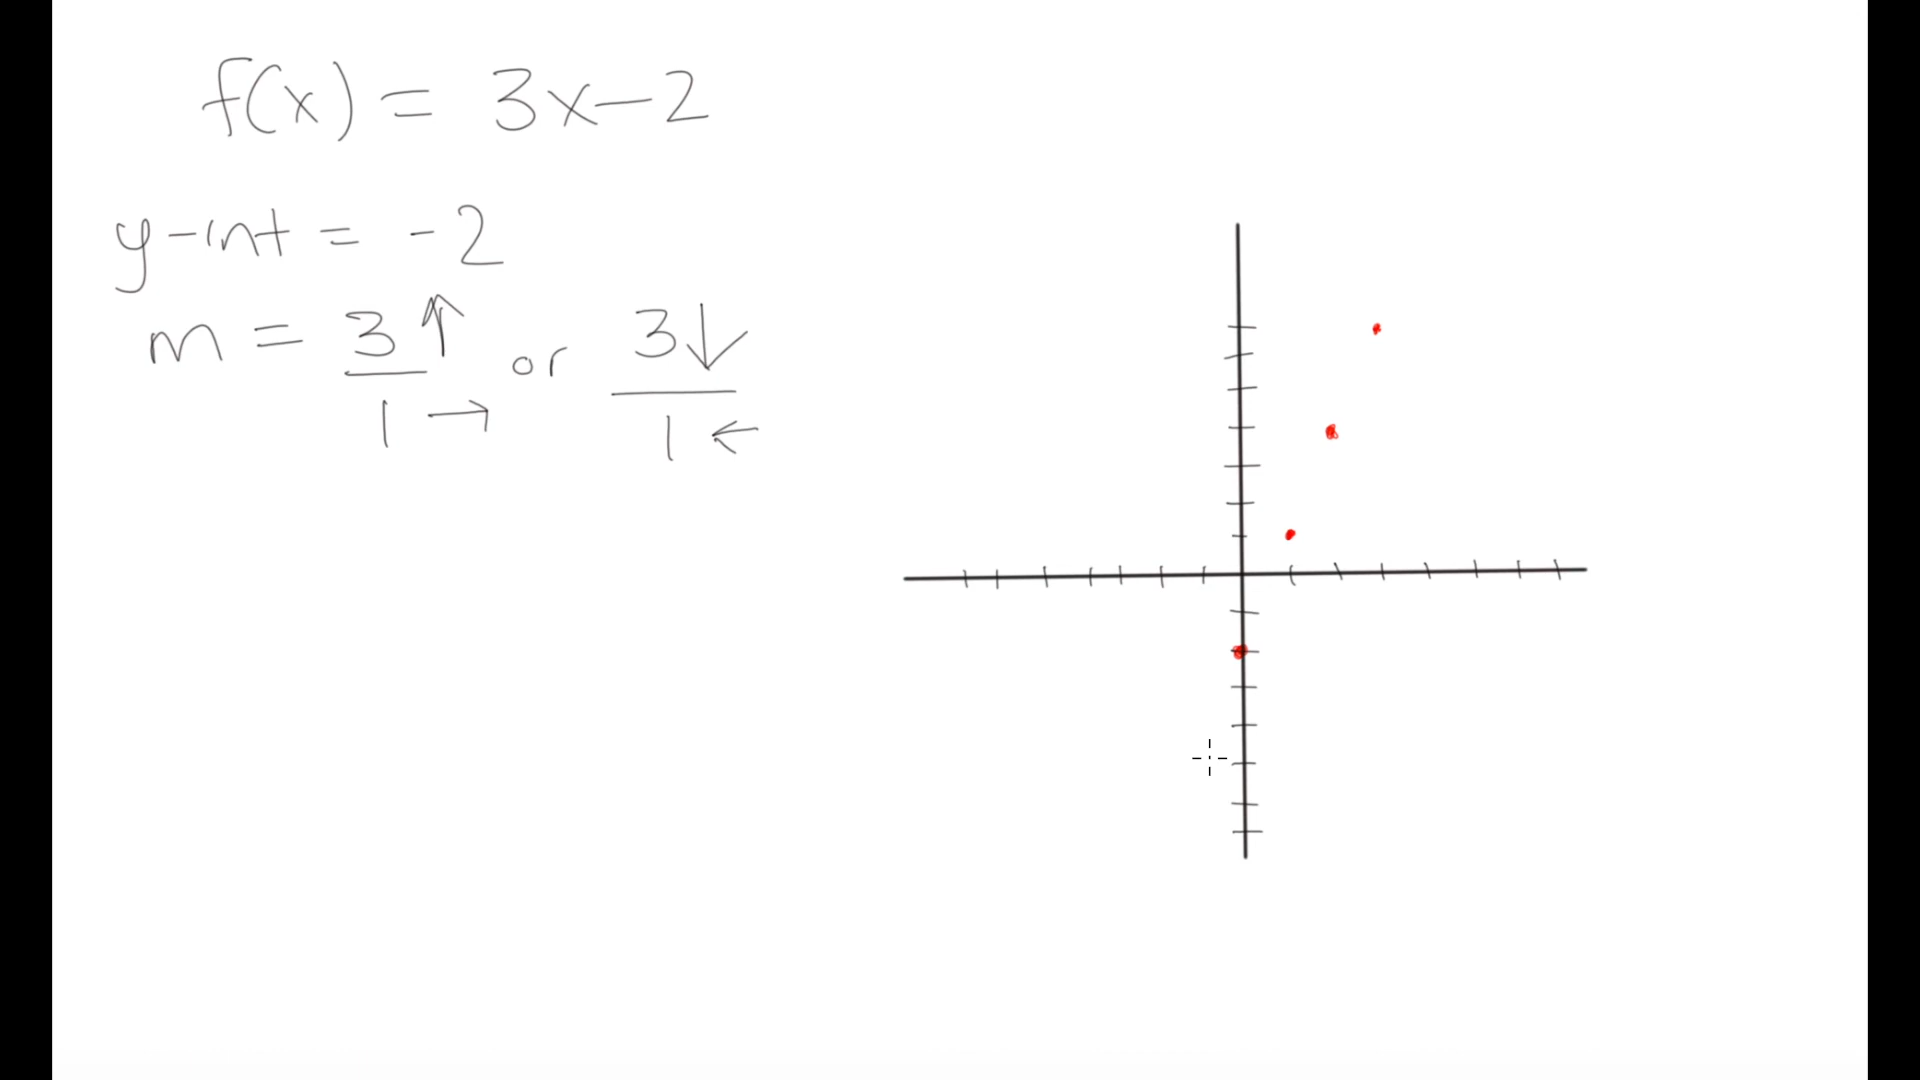 f(x) = 3x-2
y-int = -2
m = 3↑/1→ or 3↓/1←